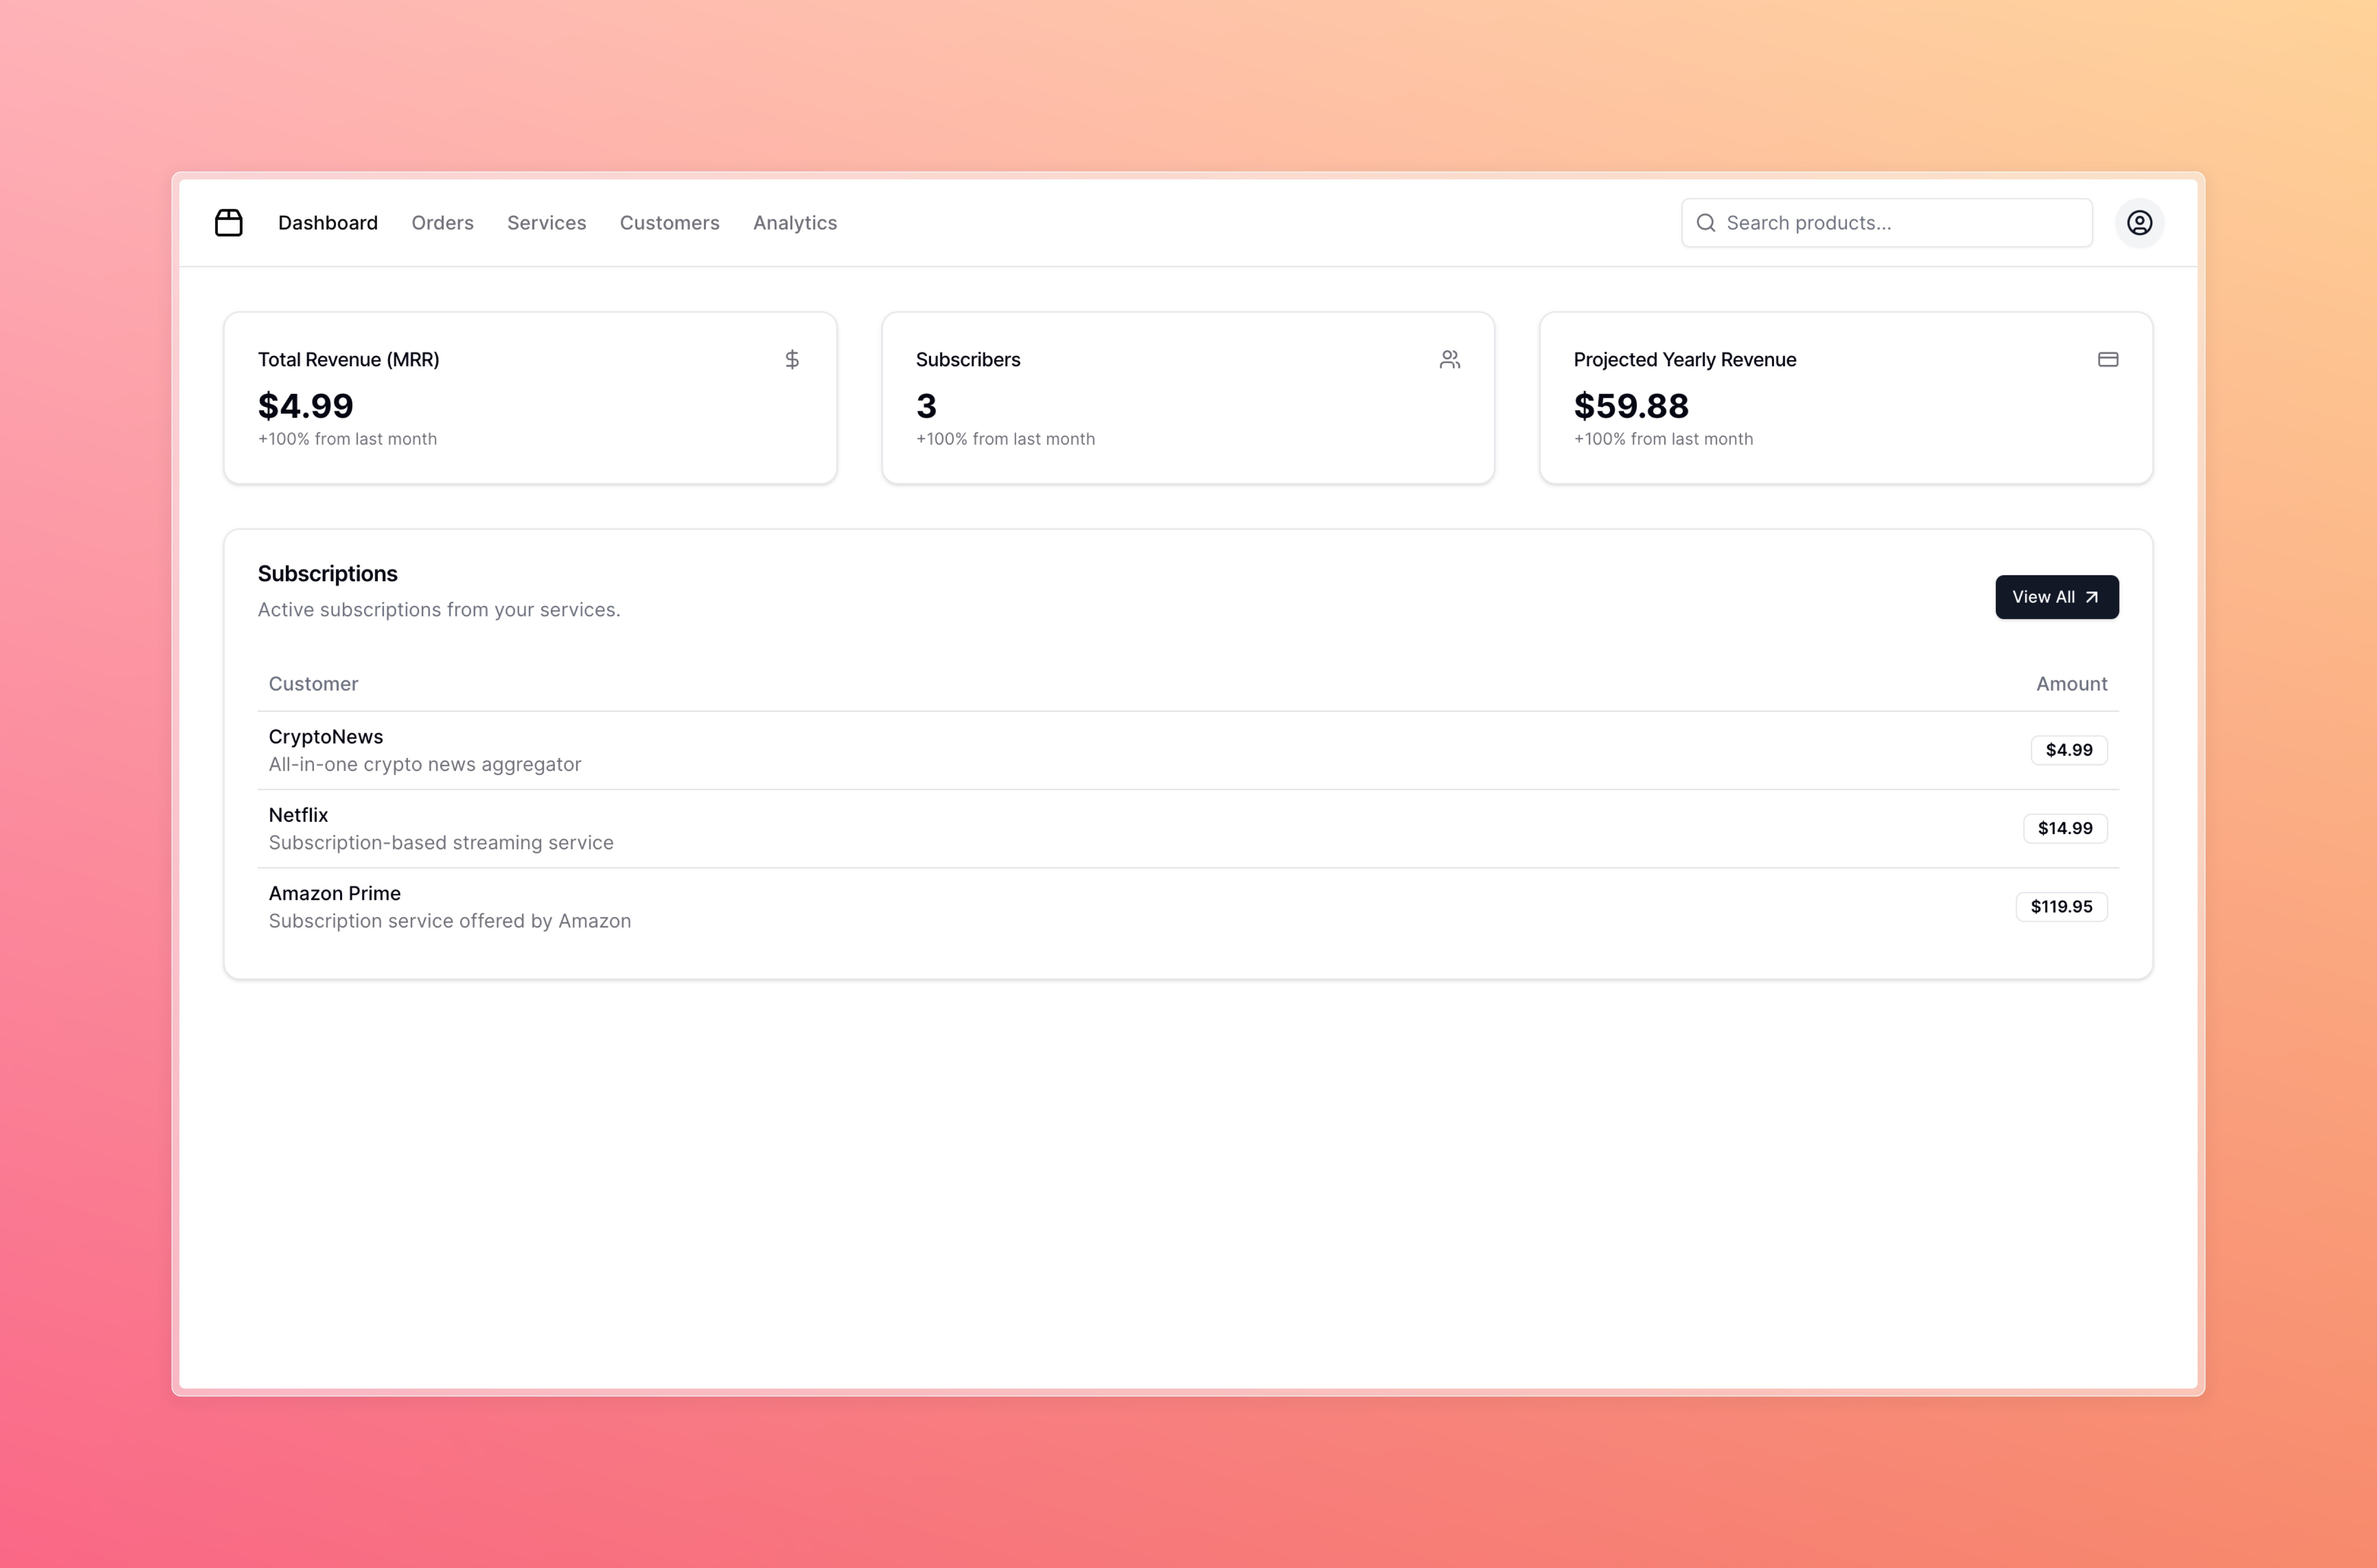 Dashboard Orders Services Customers Analytics Search products...
Total Revenue (MRR)
$4.99
+100% from last month
Subscribers
3
+100% from last month
Projected Yearly Revenue
$59.88
+100% from last month
Subscriptions
Active subscriptions from your services.
View All
Customer Amount
CryptoNews
All-in-one crypto news aggregator
$4.99
Netflix
Subscription-based streaming service
$14.99
Amazon Prime
Subscription service offered by Amazon
$119.95